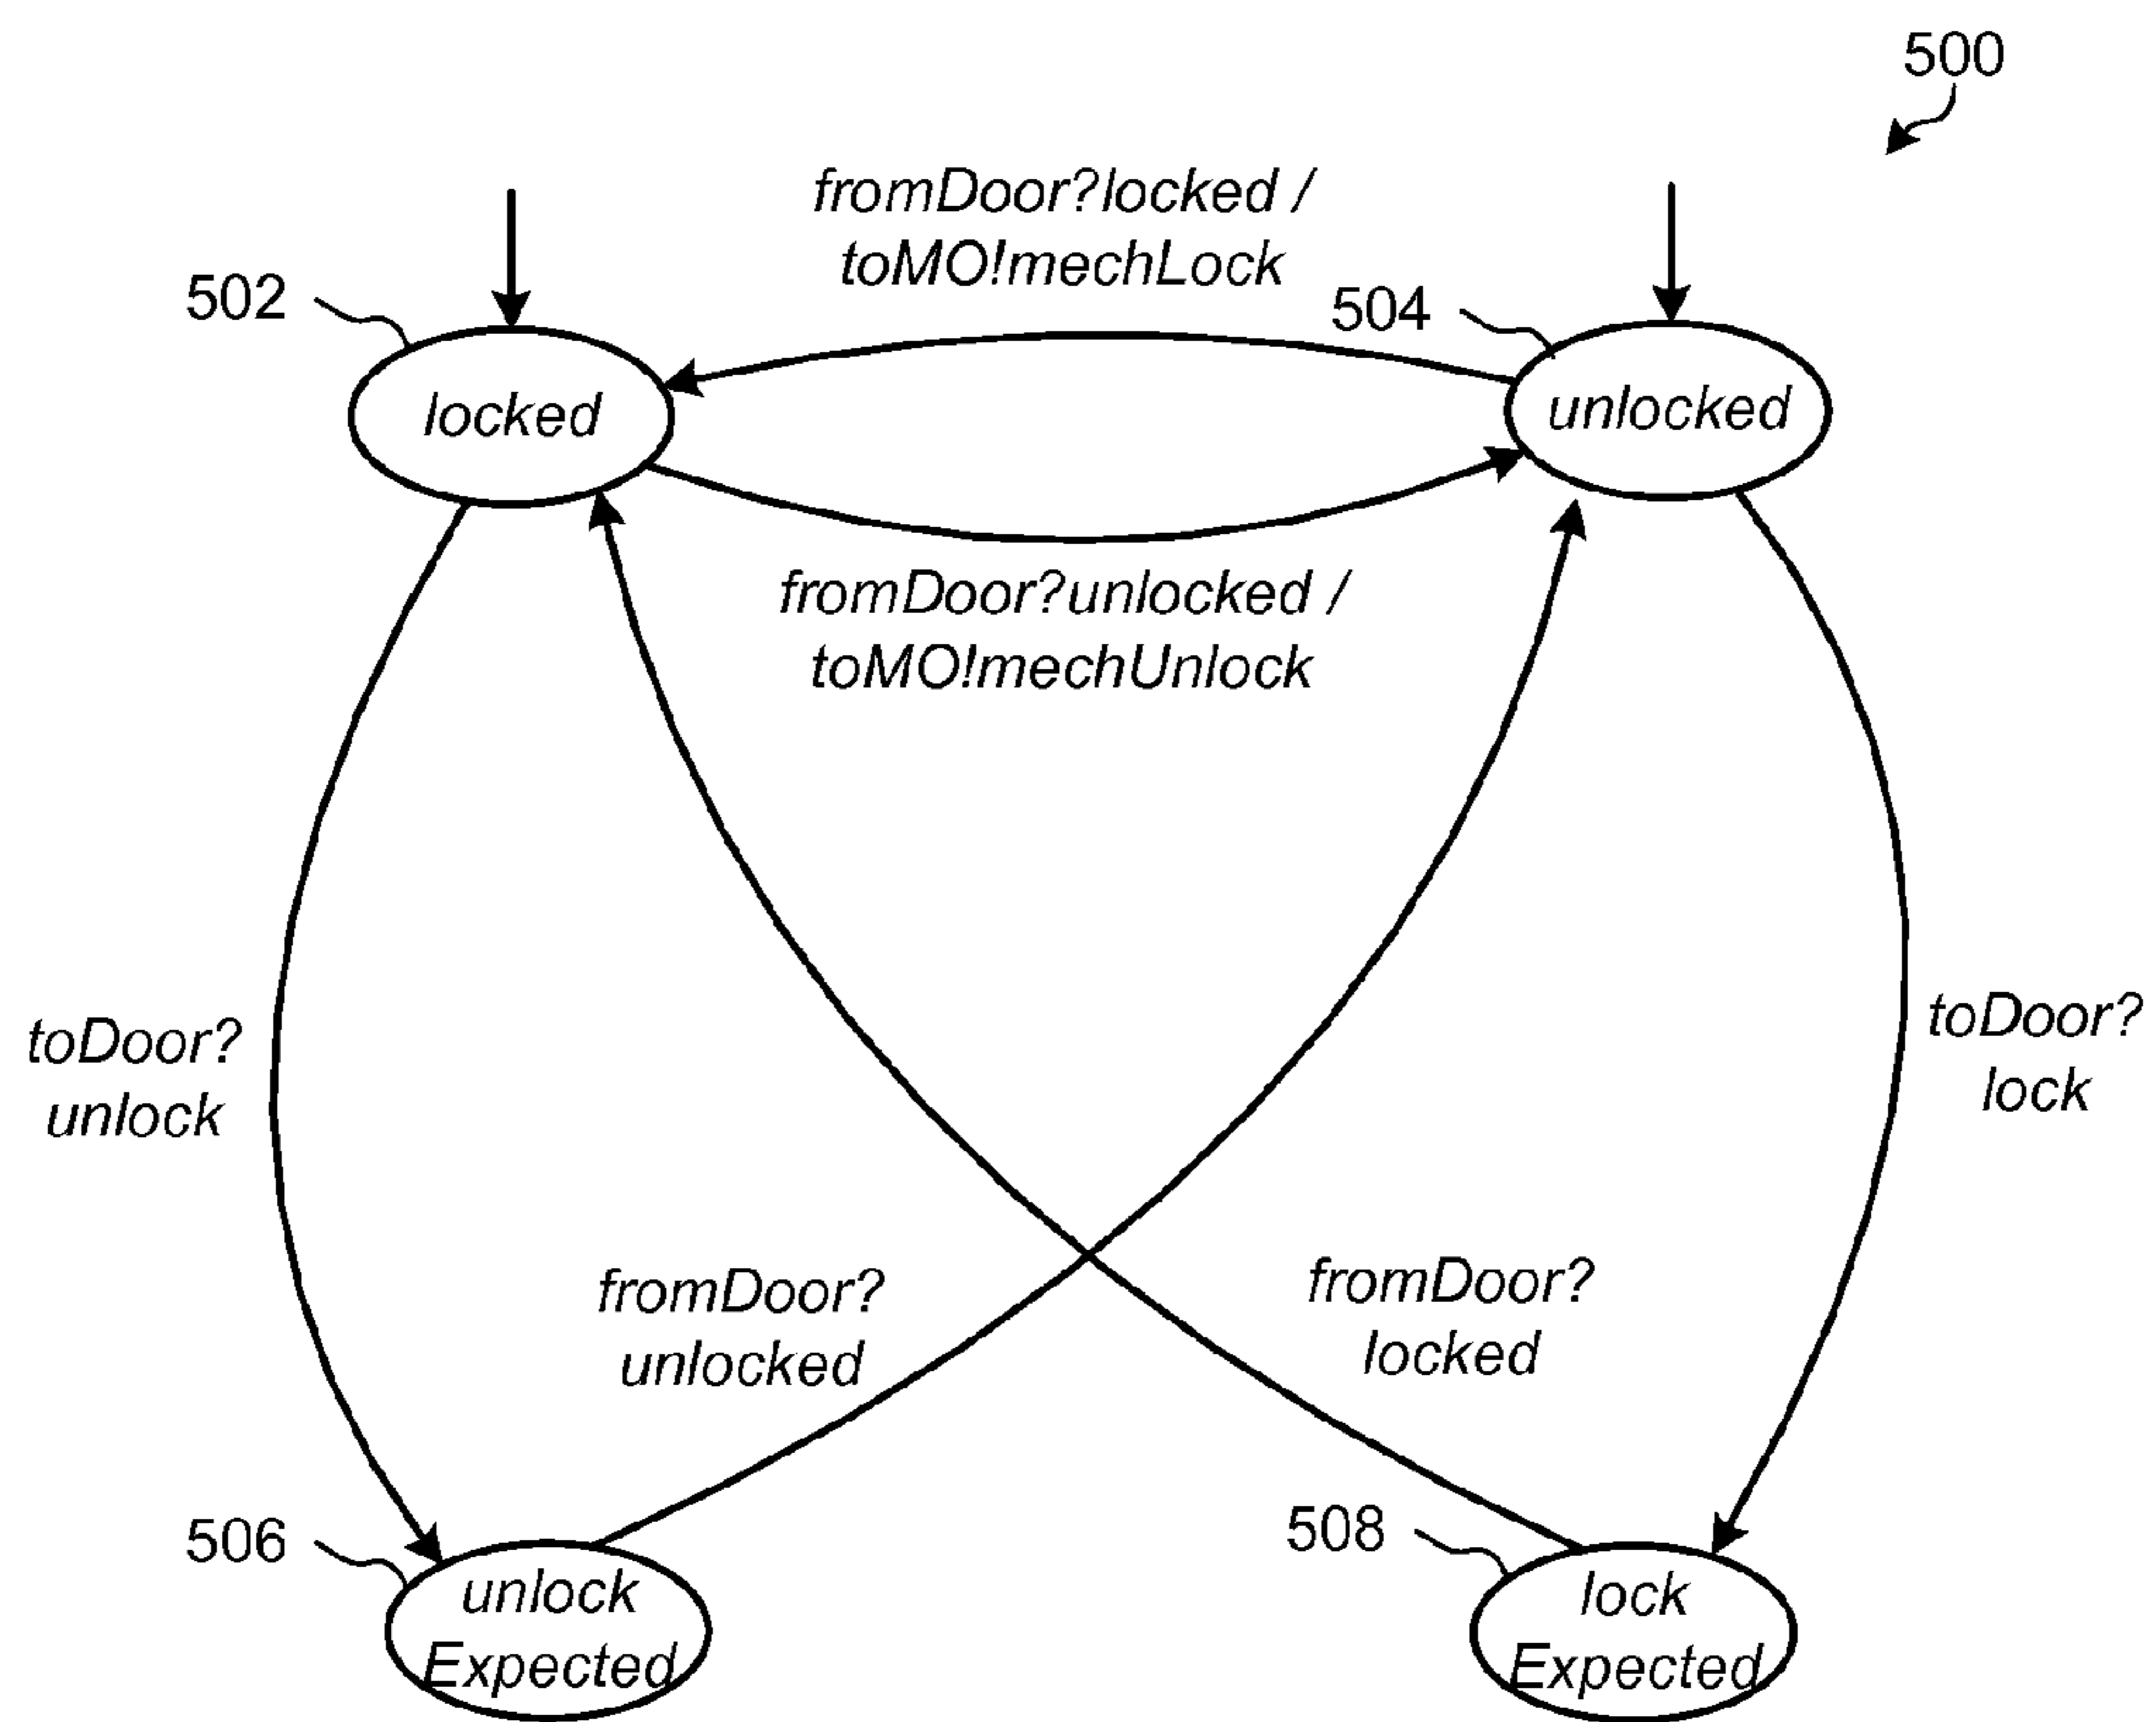 500
fromDoor?locked /
toMO!mechLock
502
504
locked
unlocked
fromDoor?unlocked /
toMO!mechUnlock
toDoor?
unlock
toDoor?
lock
fromDoor?
unlocked
fromDoor?
locked
506
508
unlock
Expected
lock
Expected